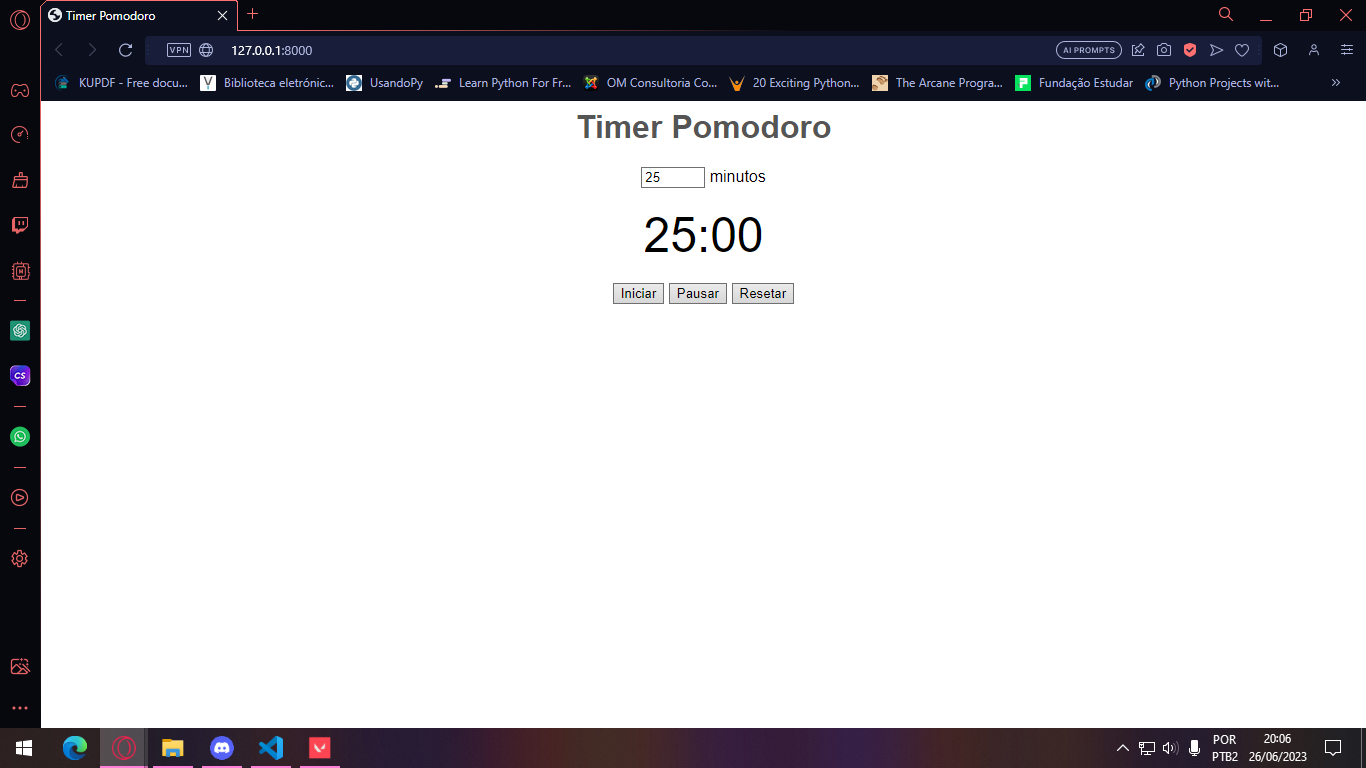 Timer Pomodoro
VPN 127.0.0.1:8000 AI PROMPTS
KUPDF - Free docu... Biblioteca eletrónic... UsandoPy Learn Python For Fr... OM Consultoria Co... 20 Exciting Python... The Arcane Progra... Fundação Estudar Python Projects wit... »
Timer Pomodoro
25 minutos
25:00
Iniciar Pausar Resetar
CS
POR 20:06
PTB2 26/06/2023